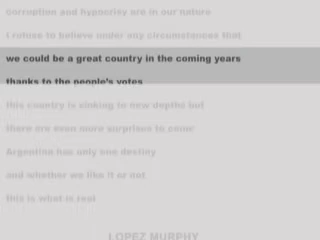 corruption and hypocrisy are in our nature
I refuse to believe under any circumstances that
we could be a great country in the coming years
thanks to the people's votes
this country is sinking to new depths but
there are even more surprises to come
Argentina has only one destiny
and whether we like it or not
this is what is real
LOPEZ MURPHY